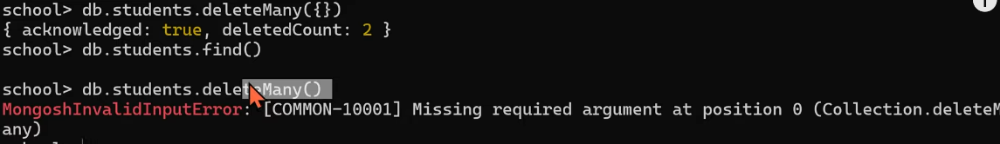 school> db.students.deleteMany({})
{ acknowledged: true, deletedCount: 2 }
school> db.students.find()
school> db.students.deleteMany()
MongoshInvalidInputError: [COMMON-10001] Missing required argument at position 0 (Collection.deleteM
any)